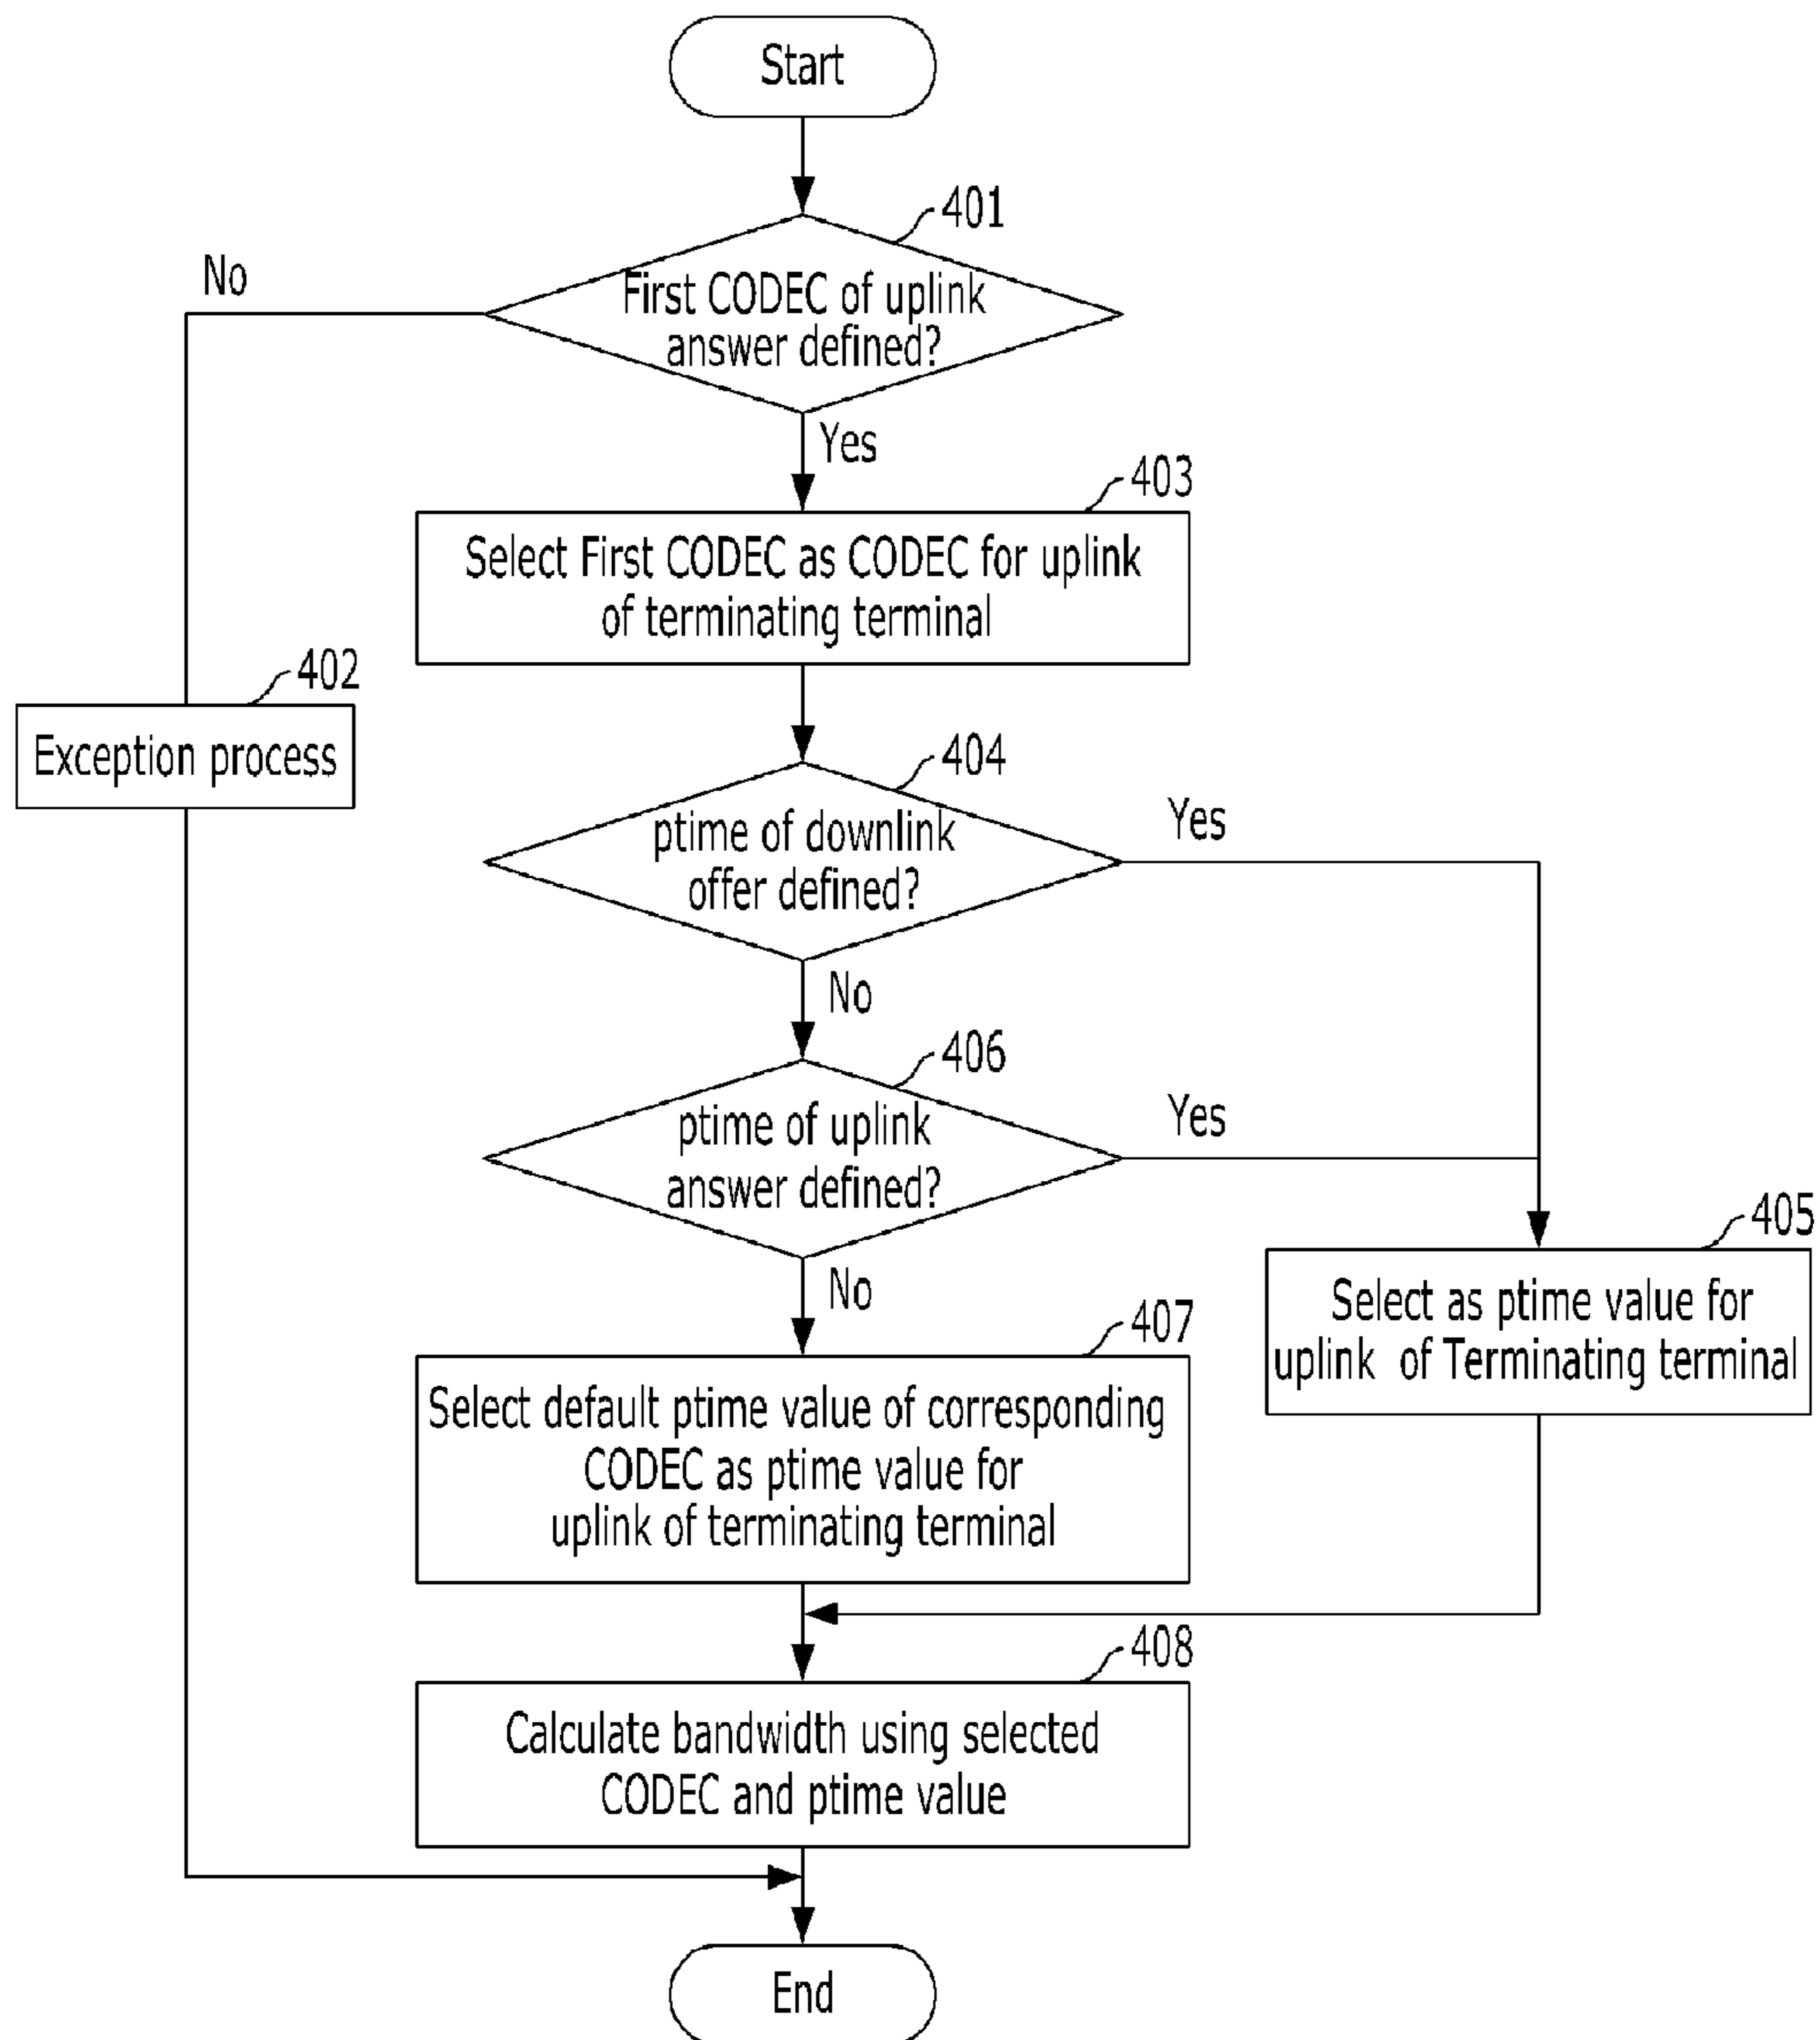 Start
401
No
First CODEC of uplink
answer defined?
Yes
403
Select First CODEC as CODEC for uplink
of terminating terminal
402
Exception process
404
ptime of downlink
offer defined?
Yes
No
406
ptime of uplink
answer defined?
Yes
405
Select as ptime value for
uplink of Terminating terminal
No
407
Select default ptime value of corresponding
CODEC as ptime value for
uplink of terminating terminal
408
Calculate bandwidth using selected
CODEC and ptime value
End